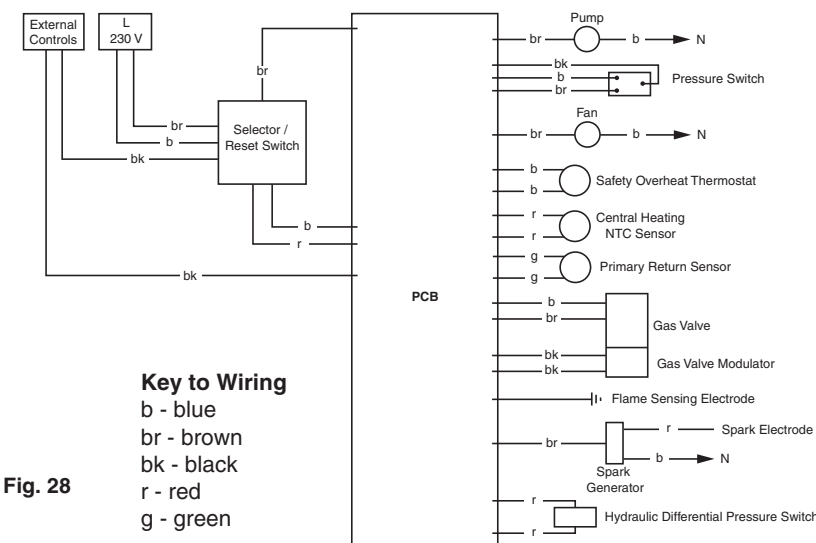 External
Controls
L
230 V
br
br
b
bk
Selector /
Reset Switch
b
r
bk
PCB
Pump
br
b
N
bk
b
br
Pressure Switch
Fan
br
b
N
b
b
Safety Overheat Thermostat
r
r
Central Heating
NTC Sensor
g
g
Primary Return Sensor
b
br
Gas Valve
bk
bk
Gas Valve Modulator
Flame Sensing Electrode
br
r
Spark Electrode
b
N
Spark
Generator
r
r
Hydraulic Differential Pressure Switch
Key to Wiring
b - blue
br - brown
bk - black
r - red
g - green
Fig. 28